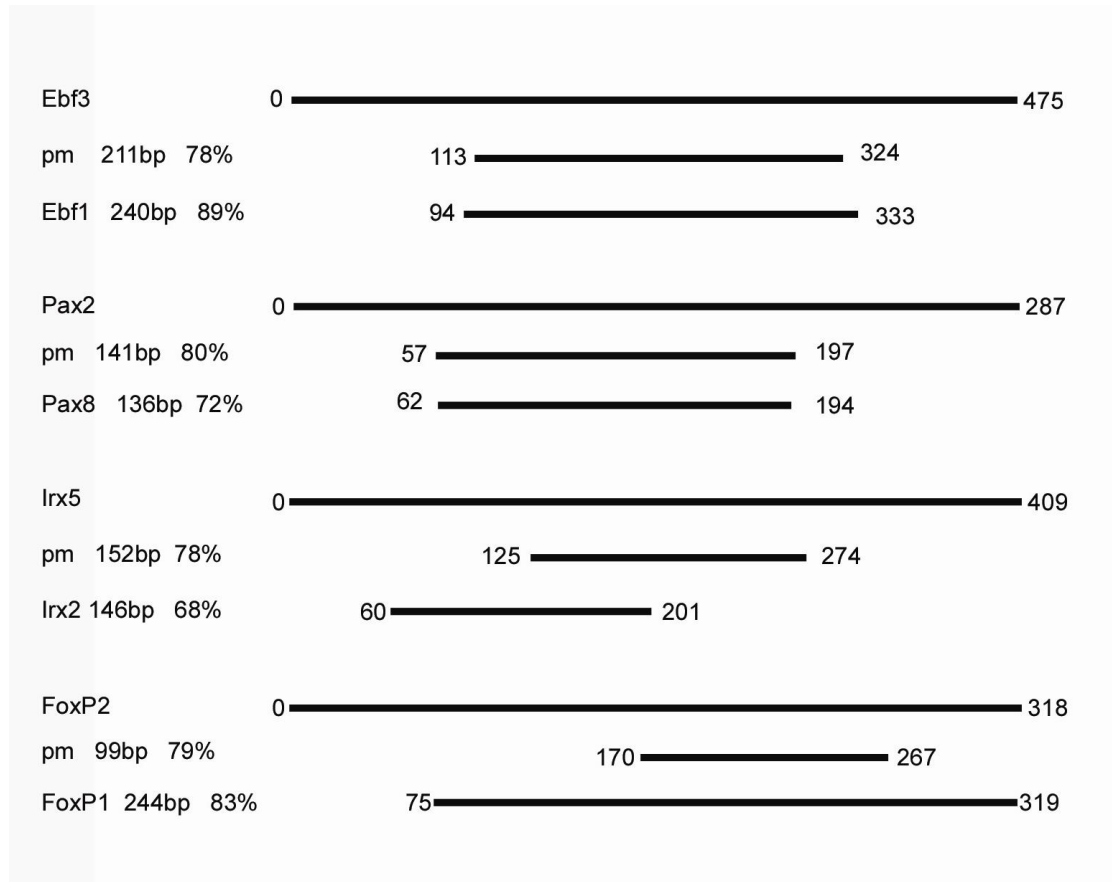 Ebf3 0 475
pm 211bp 78% 113 324
Ebf1 240bp 89% 94 333
Pax2 0 287
pm 141bp 80% 57 197
Pax8 136bp 72% 62 194
Irx5 0 409
pm 152bp 78% 125 274
Irx2 146bp 68% 60 201
FoxP2 0 318
pm 99bp 79% 170 267
FoxP1 244bp 83% 75 319